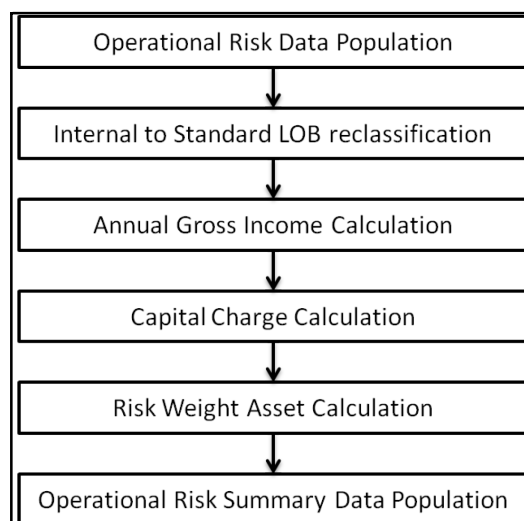 Operational Risk Data Population
Internal to Standard LOB reclassification
Annual Gross Income Calculation
Capital Charge Calculation
Risk Weight Asset Calculation
Operational Risk Summary Data Population